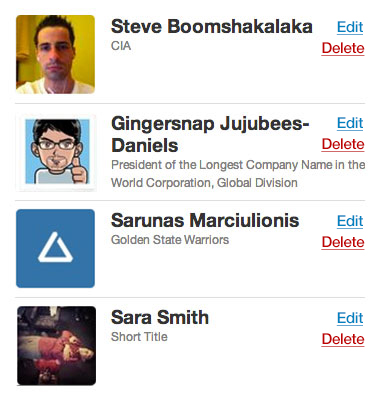 Steve Boomshakalaka Edit
CIA Delete
Gingersnap Jujubees- Edit
Daniels Delete
President of the Longest Company Name in the
World Corporation, Global Division
Sarunas Marciulionis Edit
Golden State Warriors Delete
Sara Smith Edit
Short Title Delete